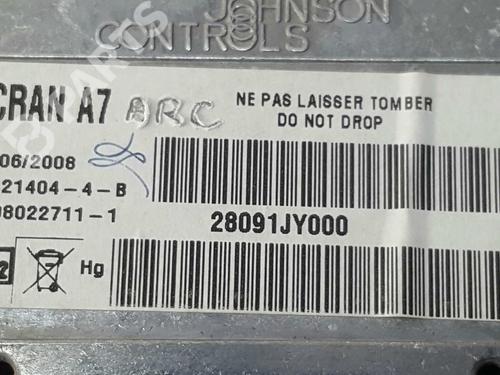 JOHNSON
CONTROLS
CRAN A7 ARC
NE PAS LAISSER TOMBER
DO NOT DROP
06/2008
21404-4-B
08022711-1
28091JY000
2
Hg